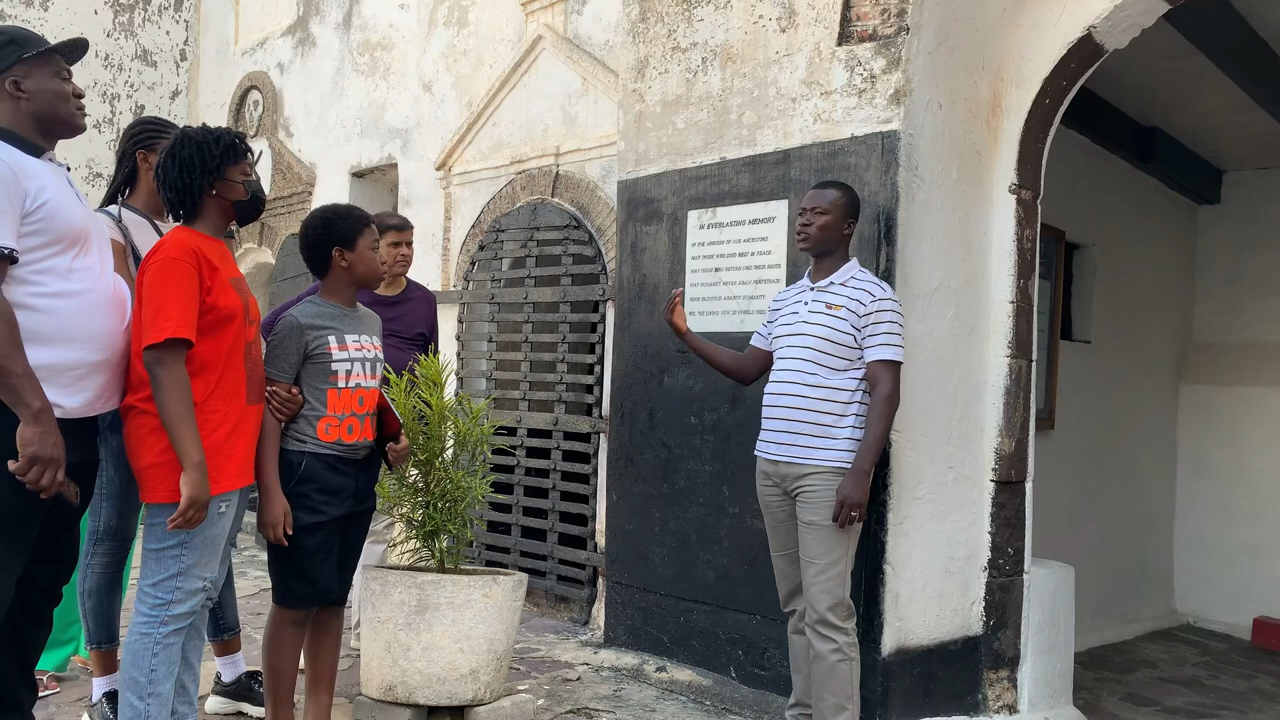 IN EVERLASTING MEMORY
OF THE ANGUISH OF OUR ANCESTORS
MAY THOSE WHO DIED REST IN PEACE
MAY THOSE WHO RETURN FIND THEIR ROOTS
MAY HUMANITY NEVER AGAIN PERPETRATE
SUCH INJUSTICE AGAINST HUMANITY
WE, THE LIVING, VOW TO UPHOLD THIS
LESS
TALK
MORE
GOAL